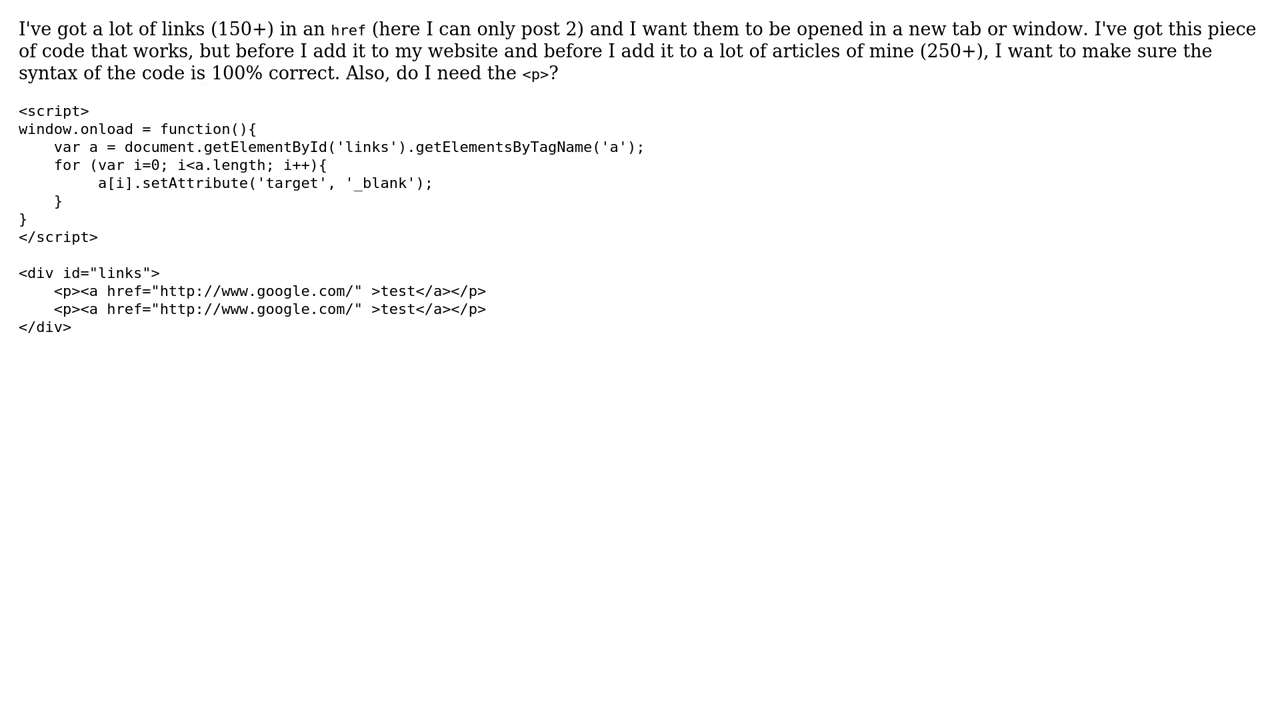 I've got a lot of links (150+) in an href (here I can only post 2) and I want them to be opened in a new tab or window. I've got this piece
of code that works, but before I add it to my website and before I add it to a lot of articles of mine (250+), I want to make sure the
syntax of the code is 100% correct. Also, do I need the <p>?
<script>
window.onload = function(){
    var a = document.getElementById('links').getElementsByTagName('a');
    for (var i=0; i<a.length; i++){
         a[i].setAttribute('target', '_blank');
    }
}
</script>
<div id="links">
    <p><a href="http://www.google.com/" >test</a></p>
    <p><a href="http://www.google.com/" >test</a></p>
</div>